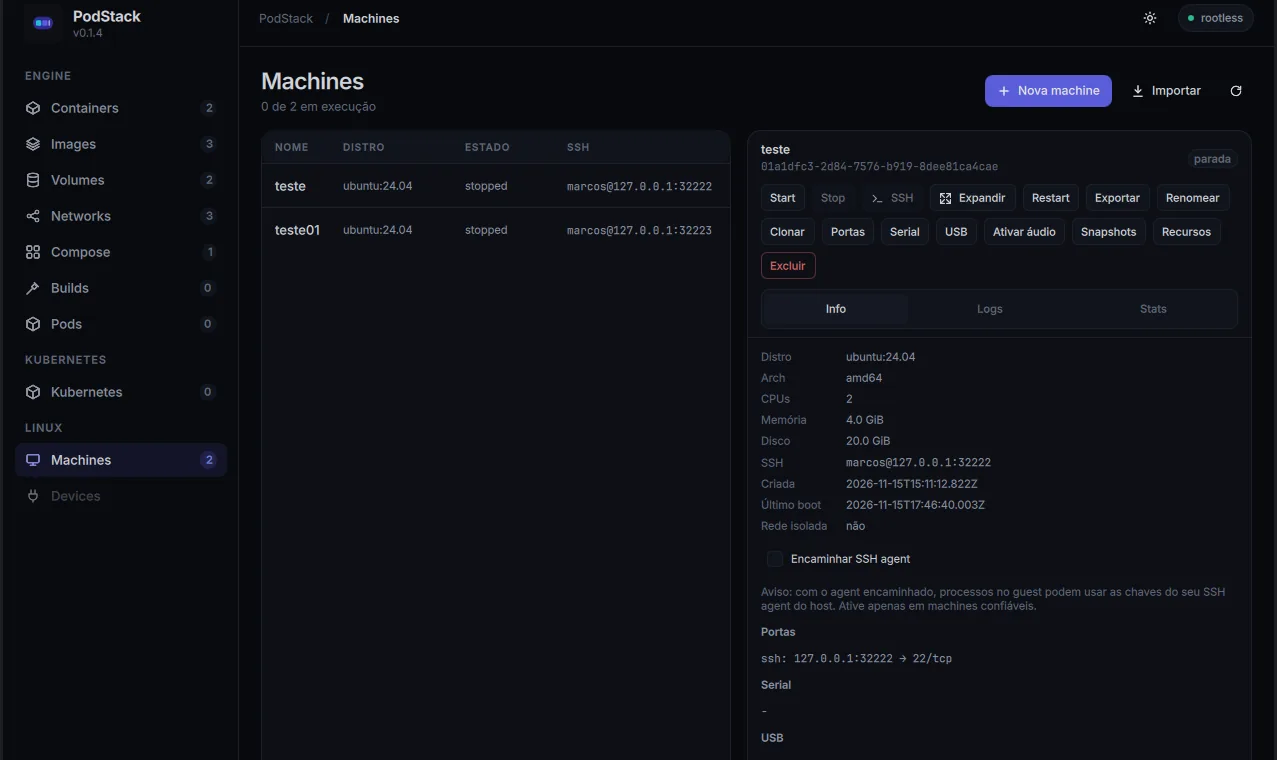 PodStack
v0.1.4
ENGINE
Containers 2
Images 3
Volumes 2
Networks 3
Compose 1
Builds 0
Pods 0
KUBERNETES
Kubernetes 0
LINUX
Machines 2
Devices
PodStack / Machines
rootless
Machines
0 de 2 em execução
+ Nova machine
Importar
NOME DISTRO ESTADO SSH
teste ubuntu:24.04 stopped marcos@127.0.0.1:32222
teste01 ubuntu:24.04 stopped marcos@127.0.0.1:32223
teste
01a1dfc3-2d84-7576-b919-8dee81ca4cae
parada
Start Stop >_ SSH Expandir Restart Exportar Renomear
Clonar Portas Serial USB Ativar áudio Snapshots Recursos
Excluir
Info Logs Stats
Distro ubuntu:24.04
Arch amd64
CPUs 2
Memória 4.0 GiB
Disco 20.0 GiB
SSH marcos@127.0.0.1:32222
Criada 2026-11-15T15:11:12.822Z
Último boot 2026-11-15T17:46:40.003Z
Rede isolada não
Encaminhar SSH agent
Aviso: com o agent encaminhado, processos no guest podem usar as chaves do seu SSH
agent do host. Ative apenas em machines confiáveis.
Portas
ssh: 127.0.0.1:32222 → 22/tcp
Serial
-
USB